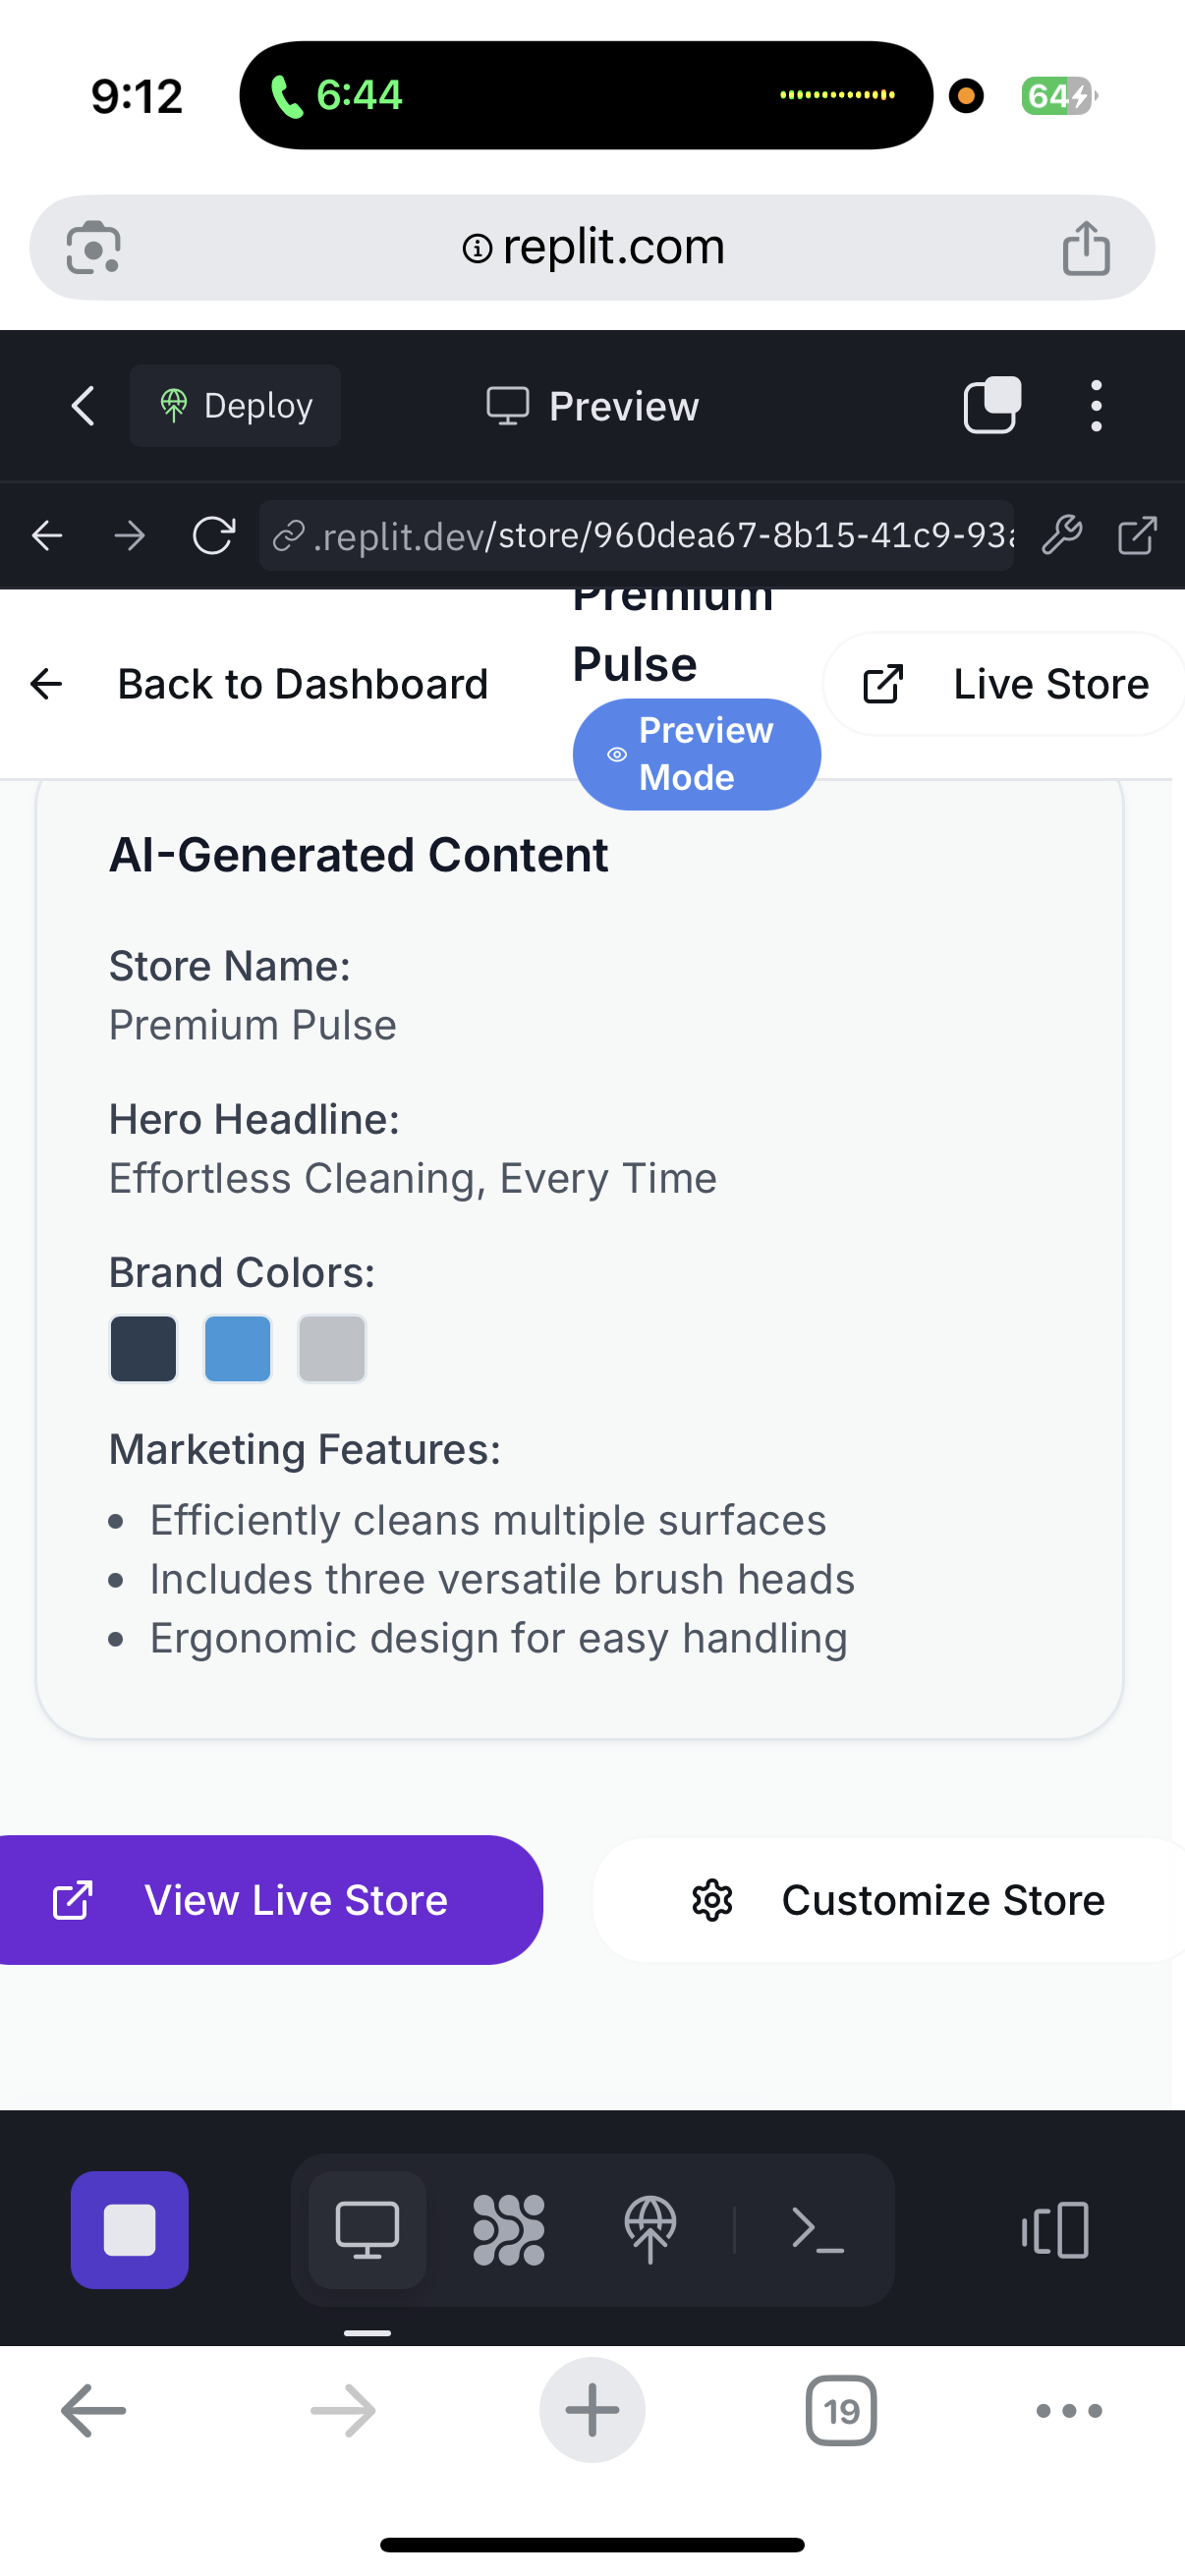 9:12
6:44
64
replit.com
Deploy
Preview
.replit.dev/store/960dea67-8b15-41c9-93a
Premium
Pulse
Back to Dashboard
Live Store
Preview
Mode
AI-Generated Content
Store Name:
Premium Pulse
Hero Headline:
Effortless Cleaning, Every Time
Brand Colors:
Marketing Features:
• Efficiently cleans multiple surfaces
• Includes three versatile brush heads
• Ergonomic design for easy handling
View Live Store
Customize Store
19